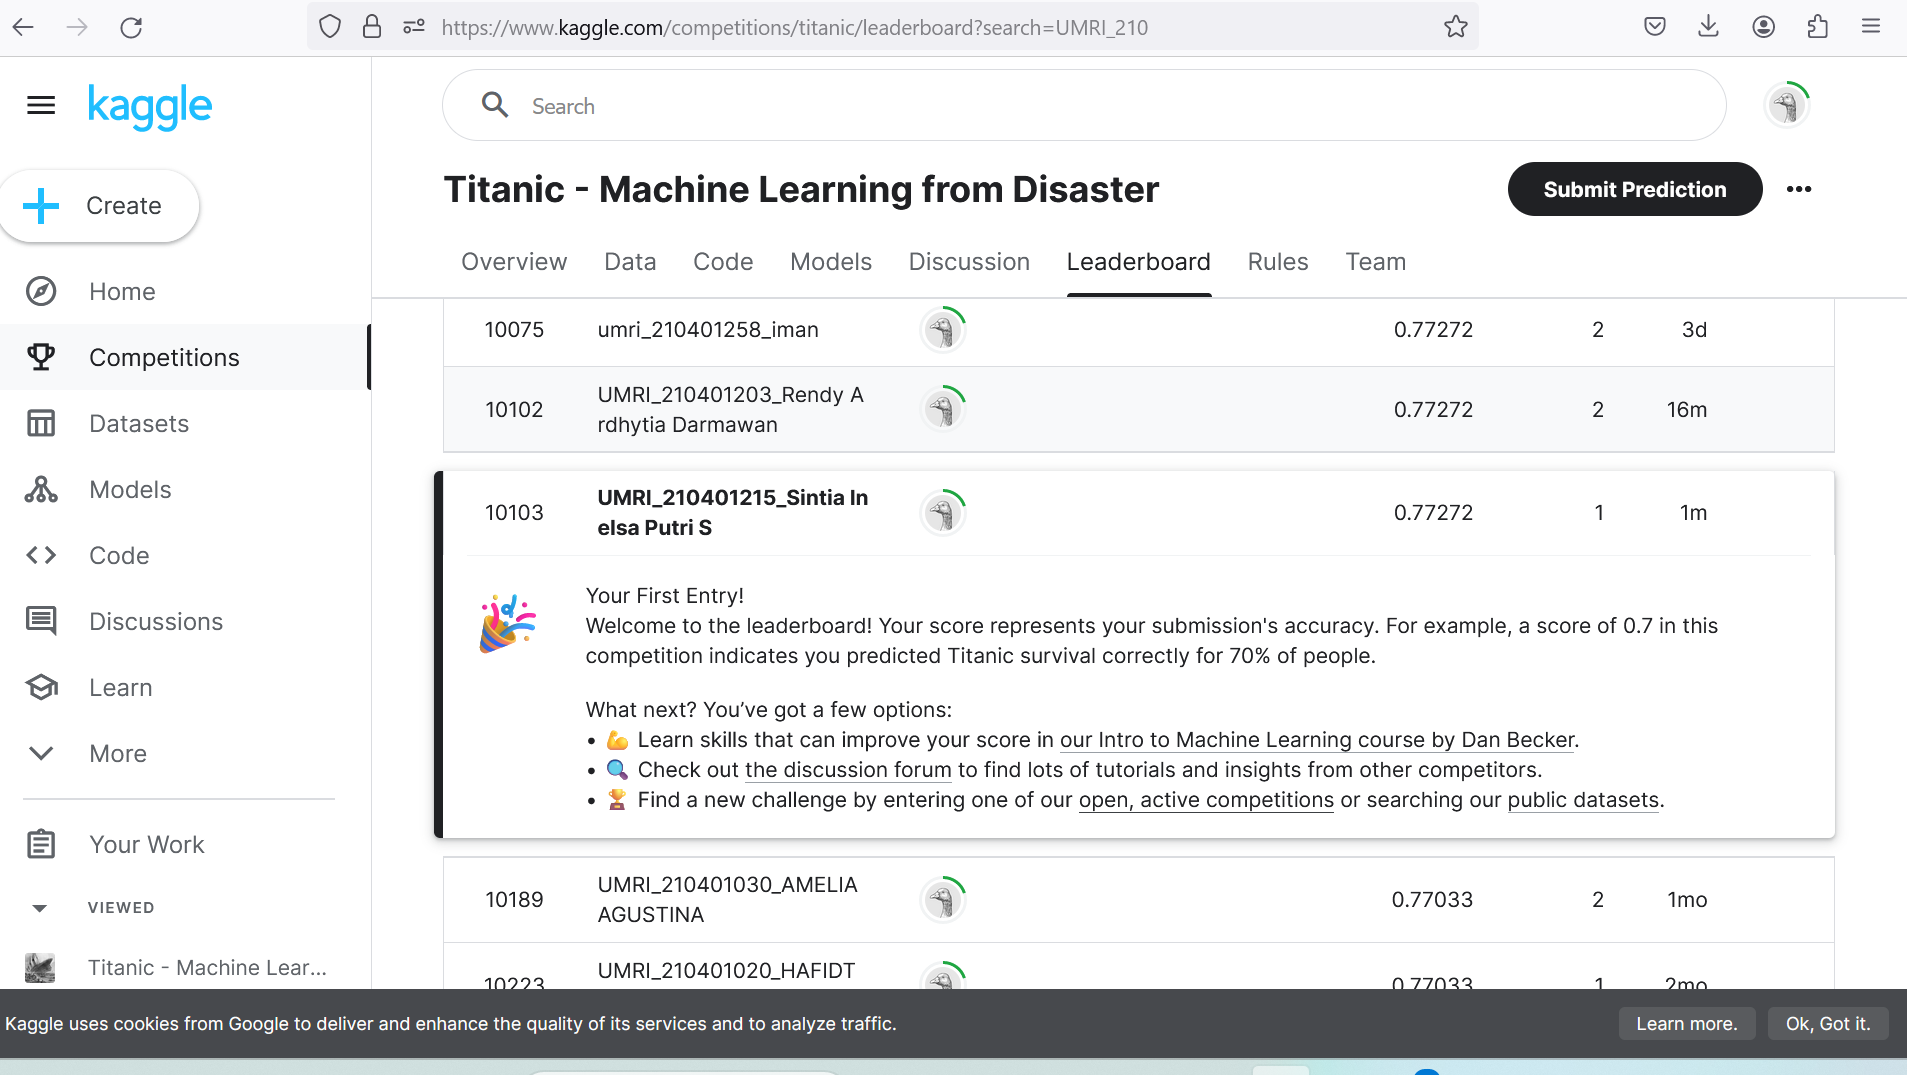 https://www.kaggle.com/competitions/titanic/leaderboard?search=UMRI_210
kaggle
Search
Create
Home
Competitions
Datasets
Models
Code
Discussions
Learn
More
Your Work
VIEWED
Titanic - Machine Lear...
Titanic - Machine Learning from Disaster
Submit Prediction
Overview Data Code Models Discussion Leaderboard Rules Team
10075 umri_210401258_iman 0.77272 2 3d
10102 UMRI_210401203_Rendy A
rdhytia Darmawan 0.77272 2 16m
10103 UMRI_210401215_Sintia In
elsa Putri S 0.77272 1 1m
Your First Entry!
Welcome to the leaderboard! Your score represents your submission's accuracy. For example, a score of 0.7 in this
competition indicates you predicted Titanic survival correctly for 70% of people.
What next? You’ve got a few options:
• 💪 Learn skills that can improve your score in our Intro to Machine Learning course by Dan Becker.
• 🔍 Check out the discussion forum to find lots of tutorials and insights from other competitors.
• 🏆 Find a new challenge by entering one of our open, active competitions or searching our public datasets.
10189 UMRI_210401030_AMELIA
AGUSTINA 0.77033 2 1mo
10223 UMRI_210401020_HAFIDT 0.77033 1 2mo
Kaggle uses cookies from Google to deliver and enhance the quality of its services and to analyze traffic.
Learn more.
Ok, Got it.